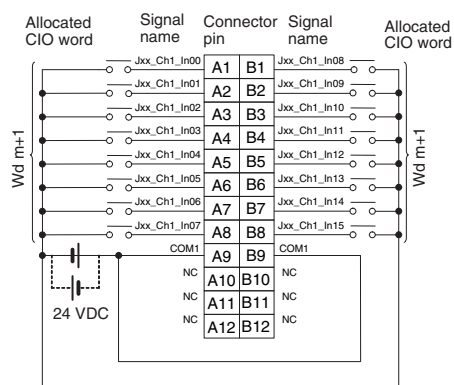 Allocated CIO word Signal name Connector pin Signal name Allocated CIO word
Jxx_Ch1_In00 A1 B1 Jxx_Ch1_In08
Jxx_Ch1_In01 A2 B2 Jxx_Ch1_In09
Jxx_Ch1_In02 A3 B3 Jxx_Ch1_In10
Jxx_Ch1_In03 A4 B4 Jxx_Ch1_In11
Jxx_Ch1_In04 A5 B5 Jxx_Ch1_In12
Jxx_Ch1_In05 A6 B6 Jxx_Ch1_In13
Jxx_Ch1_In06 A7 B7 Jxx_Ch1_In14
Jxx_Ch1_In07 A8 B8 Jxx_Ch1_In15
COM1 A9 B9 COM1
NC A10 B10 NC
NC A11 B11 NC
NC A12 B12 NC
Wd m+1
Wd m+1
24 VDC